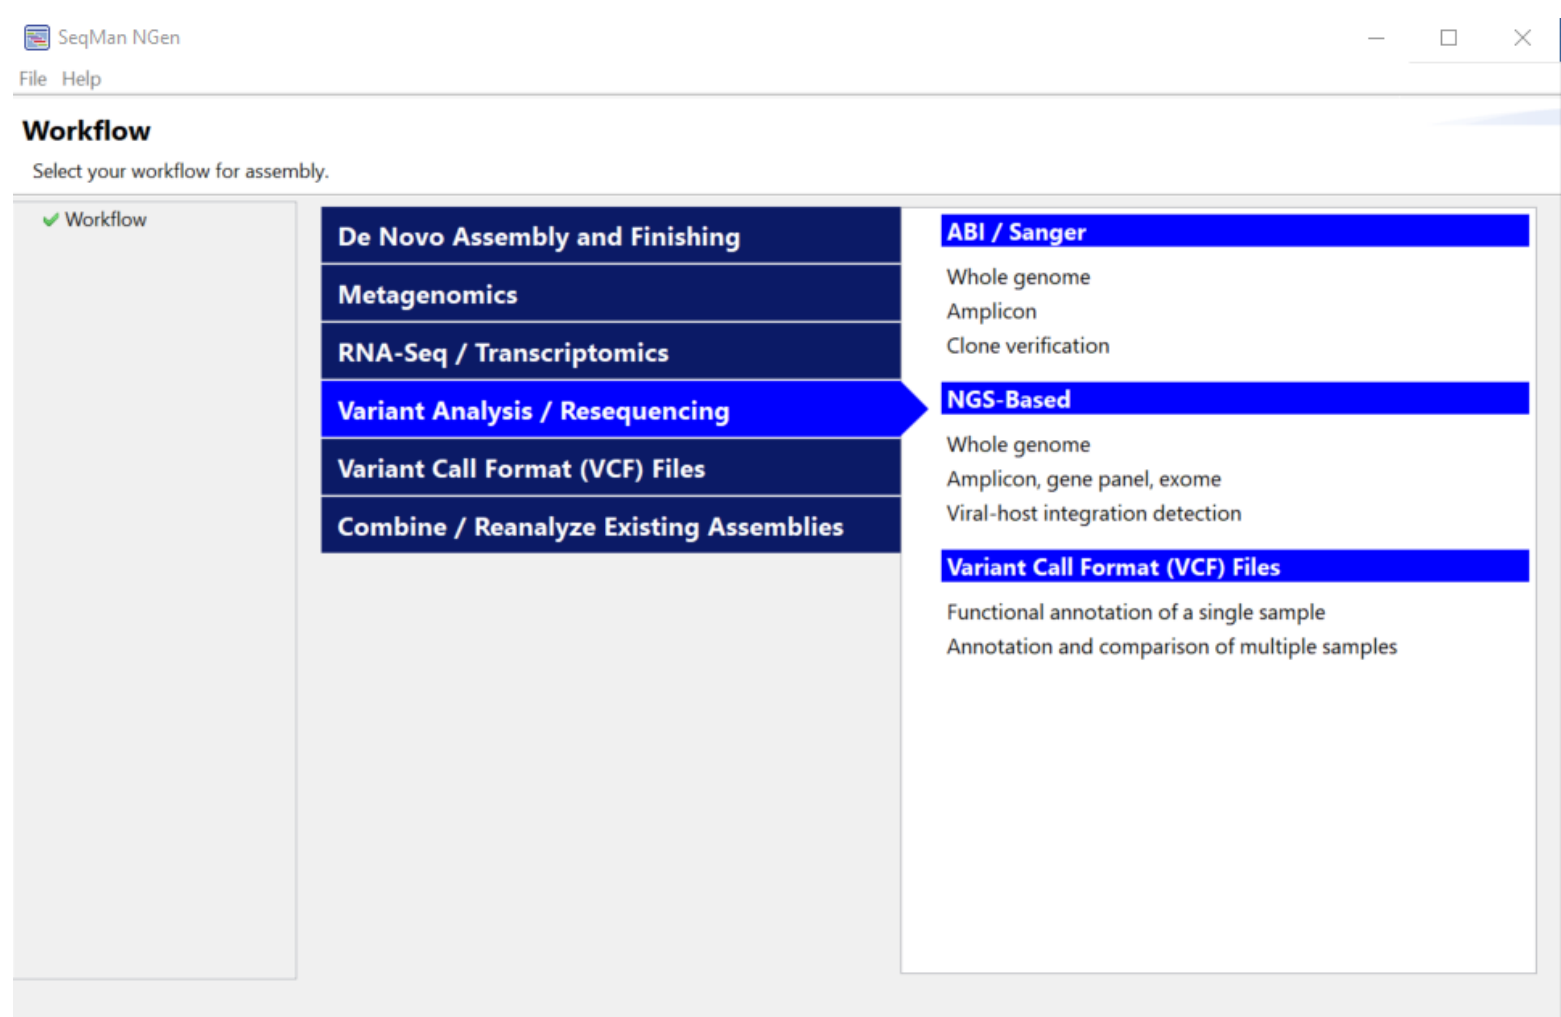 SeqMan NGen
File Help
Workflow
Select your workflow for assembly.
Workflow
De Novo Assembly and Finishing
Metagenomics
RNA-Seq / Transcriptomics
Variant Analysis / Resequencing
Variant Call Format (VCF) Files
Combine / Reanalyze Existing Assemblies
ABI / Sanger
Whole genome
Amplicon
Clone verification
NGS-Based
Whole genome
Amplicon, gene panel, exome
Viral-host integration detection
Variant Call Format (VCF) Files
Functional annotation of a single sample
Annotation and comparison of multiple samples